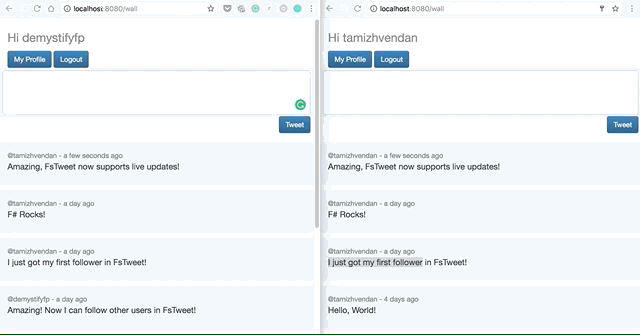 localhost:8080/wall
Hi demystifyfp
My Profile Logout
Tweet
@tamizhvendan - a few seconds ago
Amazing, FsTweet now supports live updates!
@tamizhvendan - a day ago
F# Rocks!
@tamizhvendan - a day ago
I just got my first follower in FsTweet!
@demystifyfp - a day ago
Amazing! Now I can follow other users in FsTweet!
localhost:8080/wall
Hi tamizhvendan
My Profile Logout
Tweet
@tamizhvendan - a few seconds ago
Amazing, FsTweet now supports live updates!
@tamizhvendan - a day ago
F# Rocks!
@tamizhvendan - a day ago
I just got my first follower in FsTweet!
@tamizhvendan - 4 days ago
Hello, World!